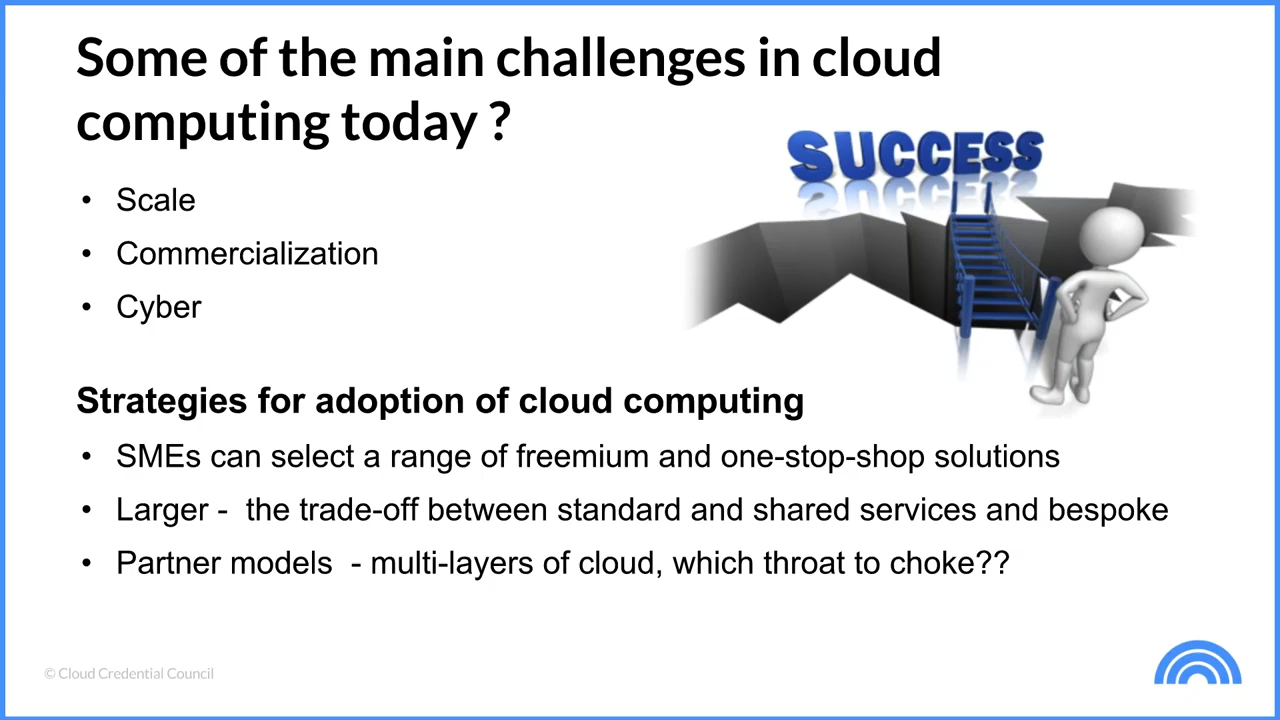 Some of the main challenges in cloud
computing today ?
SUCCESS
• Scale
• Commercialization
• Cyber
Strategies for adoption of cloud computing
• SMEs can select a range of freemium and one-stop-shop solutions
• Larger -  the trade-off between standard and shared services and bespoke
• Partner models  - multi-layers of cloud, which throat to choke??
© Cloud Credential Council